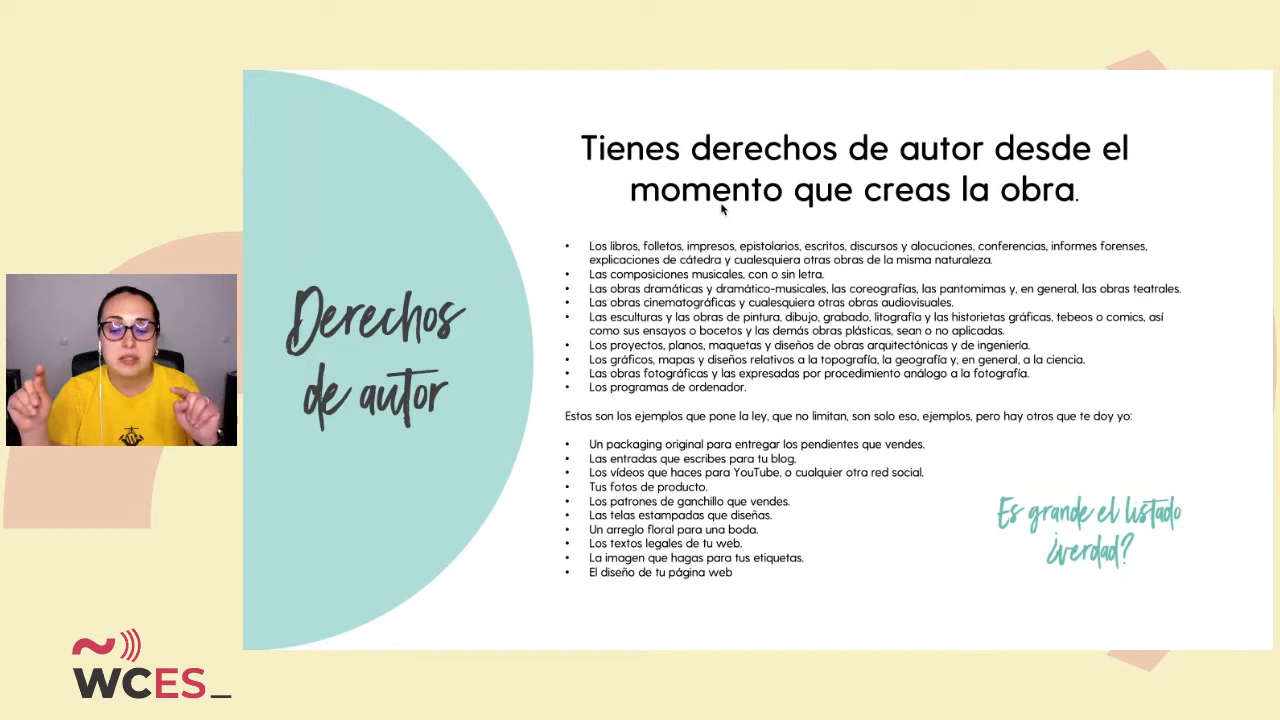 Tienes derechos de autor desde el
momento que creas la obra.
Derechos
de autor
• Los libros, folletos, impresos, epistolarios, escritos, discursos y alocuciones, conferencias, informes forenses,
explicaciones de cátedra y cualesquiera otras obras de la misma naturaleza.
• Las composiciones musicales, con o sin letra.
• Las obras dramáticas y dramático-musicales, las coreografías, las pantomimas y, en general, las obras teatrales.
• Las obras cinematográficas y cualesquiera otras obras audiovisuales.
• Las esculturas y las obras de pintura, dibujo, grabado, litografía y las historietas gráficas, tebeos o comics, así
como sus ensayos o bocetos y las demás obras plásticas, sean o no aplicadas.
• Los proyectos, planos, maquetas y diseños de obras arquitectónicas y de ingeniería.
• Los gráficos, mapas y diseños relativos a la topografía, la geografía y, en general, a la ciencia.
• Las obras fotográficas y las expresadas por procedimiento análogo a la fotografía.
• Los programas de ordenador.
Estos son los ejemplos que pone la ley, que no limitan, son solo eso, ejemplos, pero hay otros que te doy yo:
• Un packaging original para entregar los pendientes que vendes.
• Las entradas que escribes para tu blog.
• Los vídeos que haces para YouTube, o cualquier otra red social.
• Tus fotos de producto.
• Los patrones de ganchillo que vendes.
• Las telas estampadas que diseñas.
• Un arreglo floral para una boda.
• Los textos legales de tu web.
• La imagen que hagas para tus etiquetas.
• El diseño de tu página web
Es grande el listado
¿verdad?
WCES_